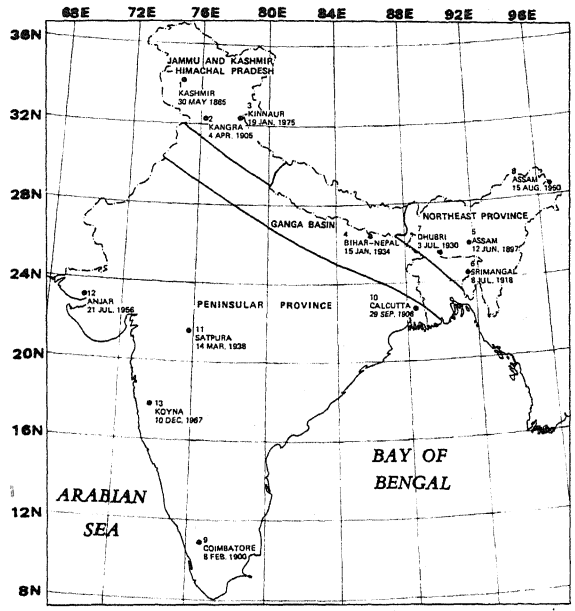 68E 72E 76E 80E 84E 88E 92E 96E
36N
JAMMU AND KASHMIR
HIMACHAL PRADESH
1
KASHMIR
30 MAY 1885
32N
2
KANGRA
4 APR. 1905
3
KINNAUR
19 JAN. 1975
28N
8
ASSAM
15 AUG. 1950
NORTHEAST PROVINCE
GANGA BASIN
4
BIHAR-NEPAL
15 JAN. 1934
7
DHUBRI
3 JUL. 1930
5
ASSAM
12 JUN. 1897
6
SRIMANGAL
8 JUL. 1918
24N
12
ANJAR
21 JUL. 1956
PENINSULAR PROVINCE
10
CALCUTTA
29 SEP. 1906
11
SATPURA
14 MAR. 1938
20N
13
KOYNA
10 DEC. 1967
16N
BAY OF
BENGAL
ARABIAN
SEA
12N
9
COIMBATORE
8 FEB. 1900
8N